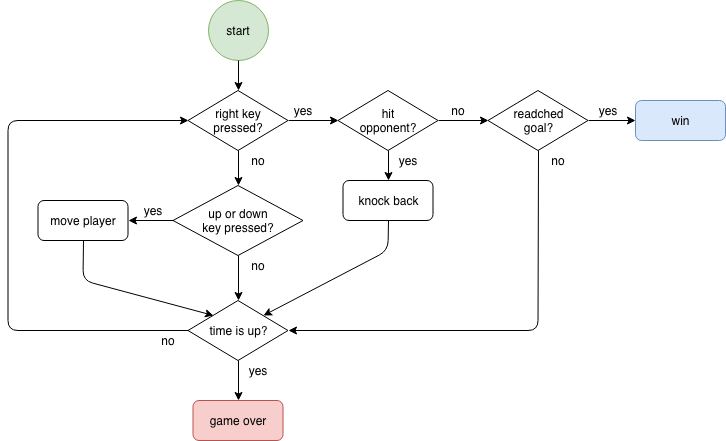 start
right key
pressed?
yes
hit
opponent?
no
readched
goal?
yes
win
no
yes
no
knock back
move player
yes
up or down
key pressed?
no
time is up?
no
yes
game over